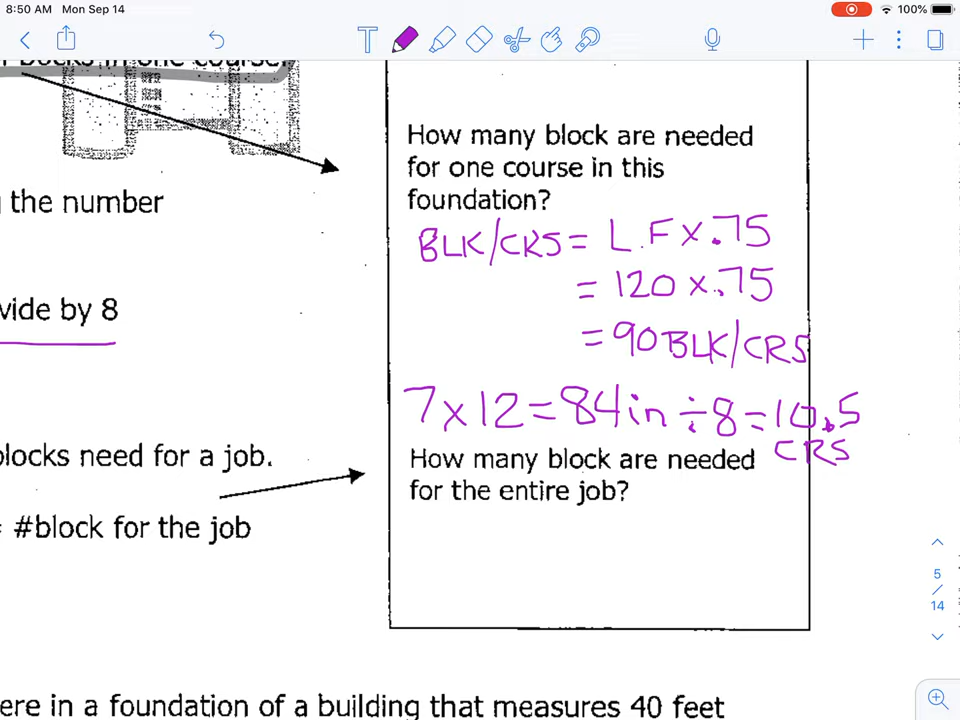 8:50 AM Mon Sep 14
100%
T
in one course.
How many block are needed
for one course in this
foundation?
the number
BLK/CRS = L.F x .75
= 120 x .75
= 90 BLK/CRS
vide by 8
7 x 12 = 84 in ÷ 8 = 10.5
CRS
How many block are needed
for the entire job?
blocks need for a job.
= #block for the job
5
/
14
ere in a foundation of a building that measures 40 feet